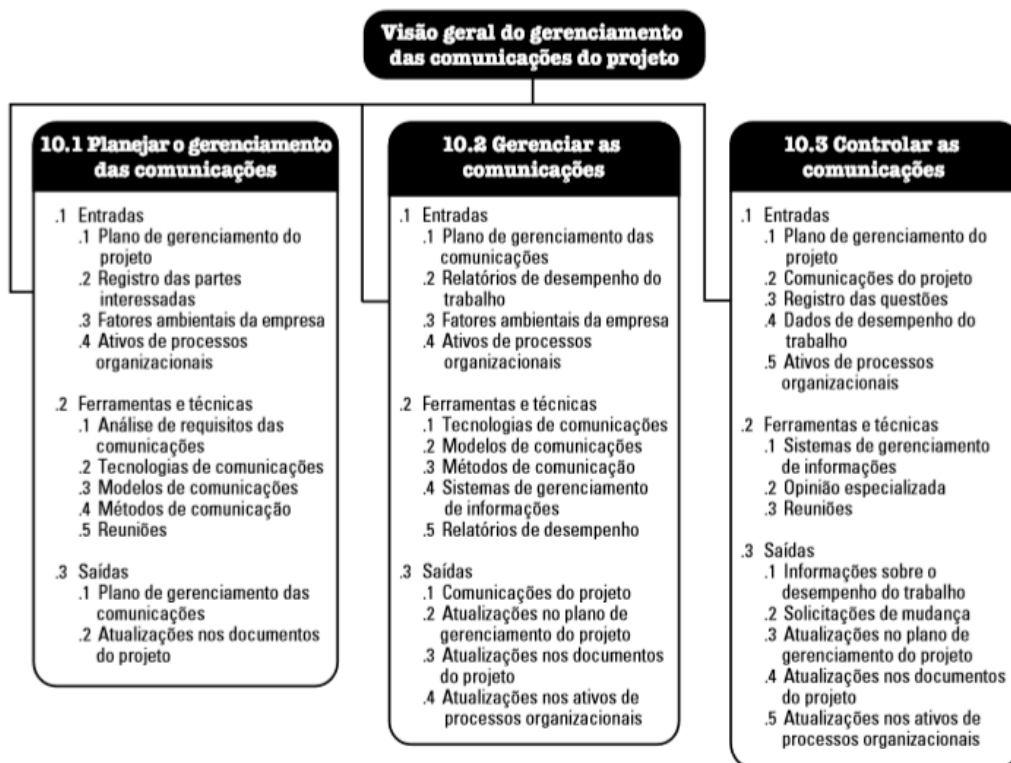 Visão geral do gerenciamento
das comunicações do projeto
10.1 Planejar o gerenciamento
das comunicações
.1 Entradas
.1 Plano de gerenciamento do
projeto
.2 Registro das partes
interessadas
.3 Fatores ambientais da empresa
.4 Ativos de processos
organizacionais
.2 Ferramentas e técnicas
.1 Análise de requisitos das
comunicações
.2 Tecnologias de comunicações
.3 Modelos de comunicações
.4 Métodos de comunicação
.5 Reuniões
.3 Saídas
.1 Plano de gerenciamento das
comunicações
.2 Atualizações nos documentos
do projeto
10.2 Gerenciar as
comunicações
.1 Entradas
.1 Plano de gerenciamento das
comunicações
.2 Relatórios de desempenho do
trabalho
.3 Fatores ambientais da empresa
.4 Ativos de processos
organizacionais
.2 Ferramentas e técnicas
.1 Tecnologias de comunicações
.2 Modelos de comunicações
.3 Métodos de comunicação
.4 Sistemas de gerenciamento
de informações
.5 Relatórios de desempenho
.3 Saídas
.1 Comunicações do projeto
.2 Atualizações no plano de
gerenciamento do projeto
.3 Atualizações nos documentos
do projeto
.4 Atualizações nos ativos de
processos organizacionais
10.3 Controlar as
comunicações
.1 Entradas
.1 Plano de gerenciamento do
projeto
.2 Comunicações do projeto
.3 Registro das questões
.4 Dados de desempenho do
trabalho
.5 Ativos de processos
organizacionais
.2 Ferramentas e técnicas
.1 Sistemas de gerenciamento
de informações
.2 Opinião especializada
.3 Reuniões
.3 Saídas
.1 Informações sobre o
desempenho do trabalho
.2 Solicitações de mudança
.3 Atualizações no plano de
gerenciamento do projeto
.4 Atualizações nos documentos
do projeto
.5 Atualizações nos ativos de
processos organizacionais